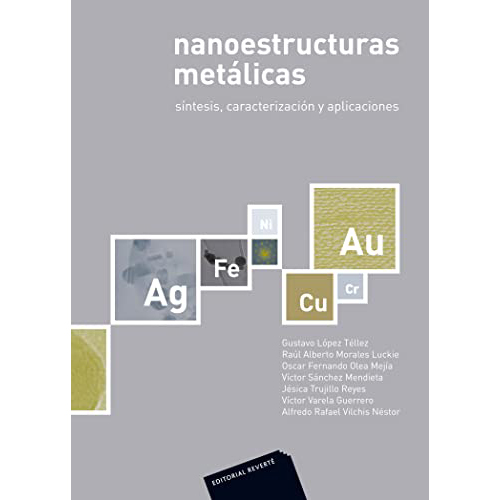 nanoestructuras
metálicas
síntesis, caracterización y aplicaciones
Ni
Au
Fe
Ag
Cu
Cr
Gustavo López Téllez
Raúl Alberto Morales Luckie
Oscar Fernando Olea Mejía
Víctor Sánchez Mendieta
Jésica Trujillo Reyes
Víctor Varela Guerrero
Alfredo Rafael Vilchis Néstor
EDITORIAL REVERTÉ